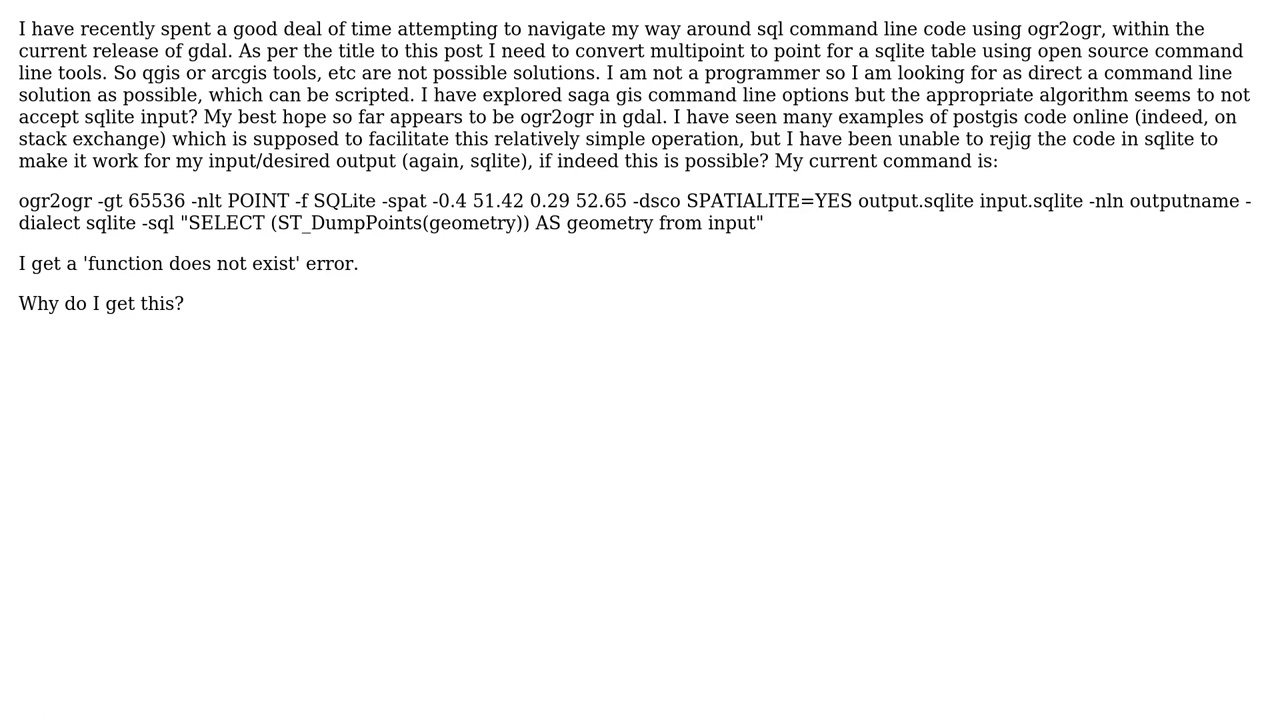 I have recently spent a good deal of time attempting to navigate my way around sql command line code using ogr2ogr, within the
current release of gdal. As per the title to this post I need to convert multipoint to point for a sqlite table using open source command
line tools. So qgis or arcgis tools, etc are not possible solutions. I am not a programmer so I am looking for as direct a command line
solution as possible, which can be scripted. I have explored saga gis command line options but the appropriate algorithm seems to not
accept sqlite input? My best hope so far appears to be ogr2ogr in gdal. I have seen many examples of postgis code online (indeed, on
stack exchange) which is supposed to facilitate this relatively simple operation, but I have been unable to rejig the code in sqlite to
make it work for my input/desired output (again, sqlite), if indeed this is possible? My current command is:
ogr2ogr -gt 65536 -nlt POINT -f SQLite -spat -0.4 51.42 0.29 52.65 -dsco SPATIALITE=YES output.sqlite input.sqlite -nln outputname -
dialect sqlite -sql "SELECT (ST_DumpPoints(geometry)) AS geometry from input"
I get a 'function does not exist' error.
Why do I get this?